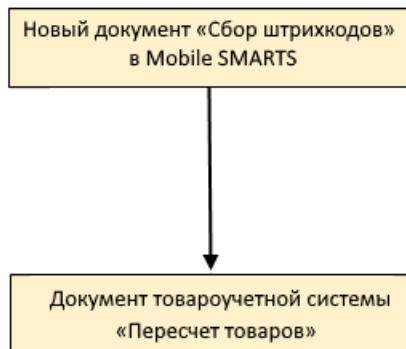 Новый документ «Сбор штрихкодов»
в Mobile SMARTS
Документ товароучетной системы
«Пересчет товаров»